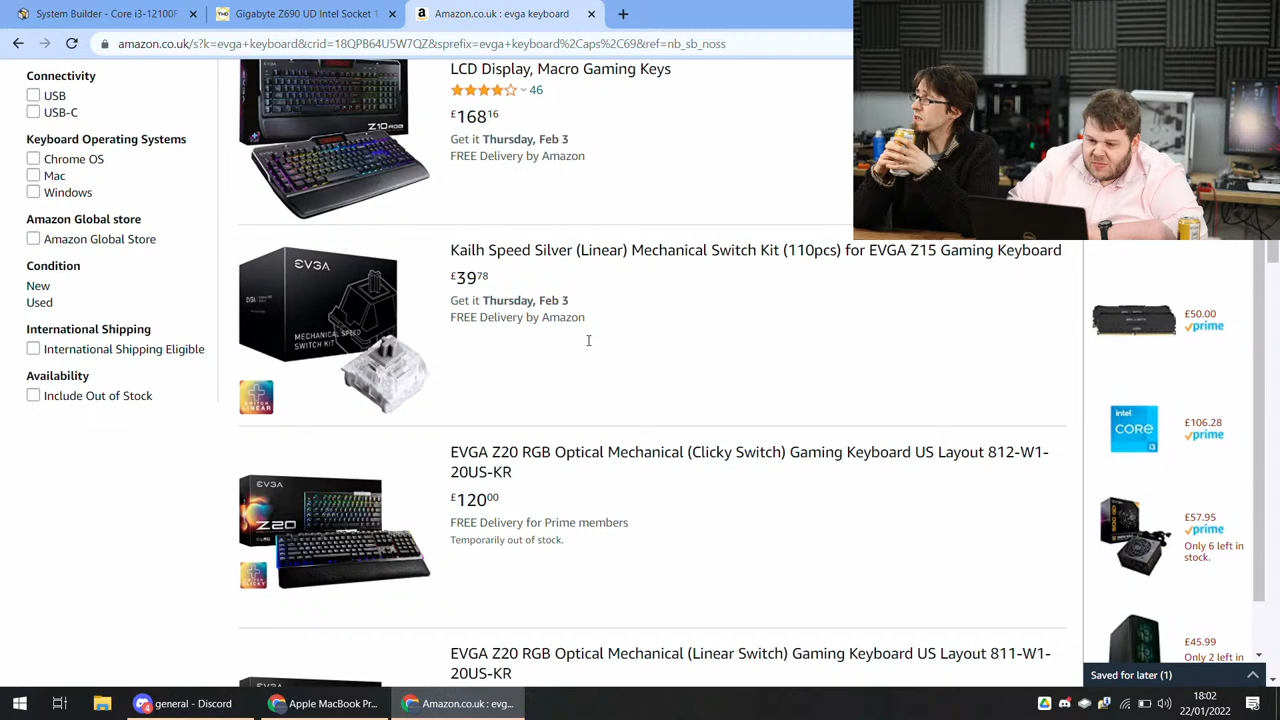 System Builder - Core i3-12100F
Gigabyte Z690 UD Intel Socket 1
Amazon.co.uk : evga keyboard
amazon.co.uk/s?k=evga+keyboard&crid=18QPB64U5W7QZ&sprefix=evga+keyboard%2Caps%2C69&ref=nb_sb_noss
Connectivity
USB
USB-C
Keyboard Operating Systems
Chrome OS
Mac
Windows
Amazon Global store
Amazon Global Store
Condition
New
Used
International Shipping
International Shipping Eligible
Availability
Include Out of Stock
Z10 RGB
LCD Display, Macro Gaming Keys
46
£168 16
Get it Thursday, Feb 3
FREE Delivery by Amazon
EVGA
MECHANICAL SPEED
SWITCH KIT
SWITCH
LINEAR
Kailh Speed Silver (Linear) Mechanical Switch Kit (110pcs) for EVGA Z15 Gaming Keyboard
£39 78
Get it Thursday, Feb 3
FREE Delivery by Amazon
EVGA
Z20
SWITCH
CLICKY
EVGA Z20 RGB Optical Mechanical (Clicky Switch) Gaming Keyboard US Layout 812-W1-
20US-KR
£120 00
FREE Delivery for Prime members
Temporarily out of stock.
EVGA Z20 RGB Optical Mechanical (Linear Switch) Gaming Keyboard US Layout 811-W1-
20US-KR
£50.00
prime
intel
CORE
i3
£106.28
prime
£57.95
prime
Only 6 left in
stock.
£45.99
Only 2 left in
Saved for later (1)
general - Discord
Apple MacBook Pr...
Amazon.co.uk : evg...
18:02
22/01/2022